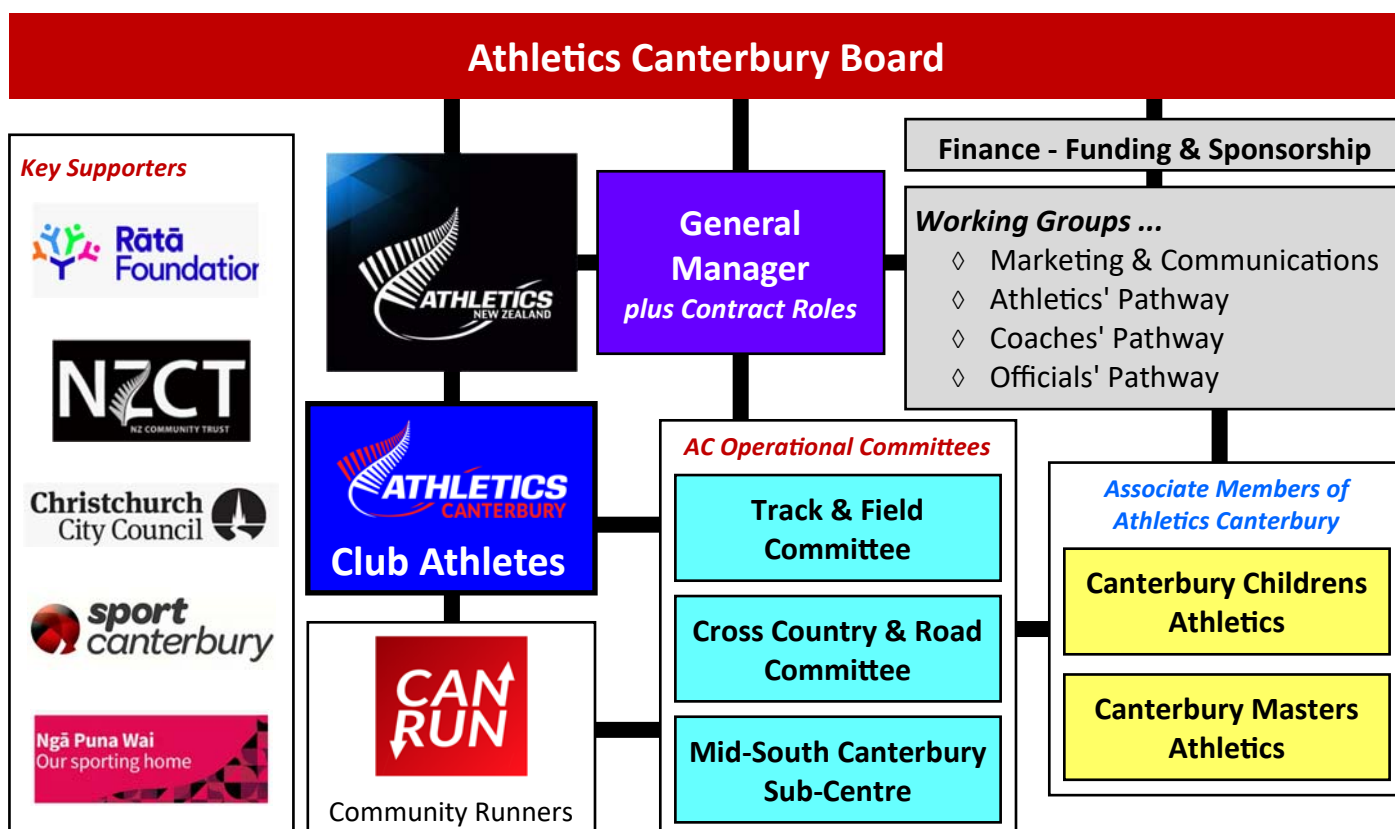 Athletics Canterbury Board
Key Supporters
Rātā
Foundation
NZCT
NZ COMMUNITY TRUST
Christchurch
City Council
sport
canterbury
Ngā Puna Wai
Our sporting home
ATHLETICS
NEW ZEALAND
ATHLETICS
CANTERBURY
Club Athletes
CAN
RUN
Community Runners
General
Manager
plus Contract Roles
AC Operational Committees
Track & Field
Committee
Cross Country & Road
Committee
Mid-South Canterbury
Sub-Centre
Finance - Funding & Sponsorship
Working Groups ...
◊ Marketing & Communications
◊ Athletics' Pathway
◊ Coaches' Pathway
◊ Officials' Pathway
Associate Members of
Athletics Canterbury
Canterbury Childrens
Athletics
Canterbury Masters
Athletics